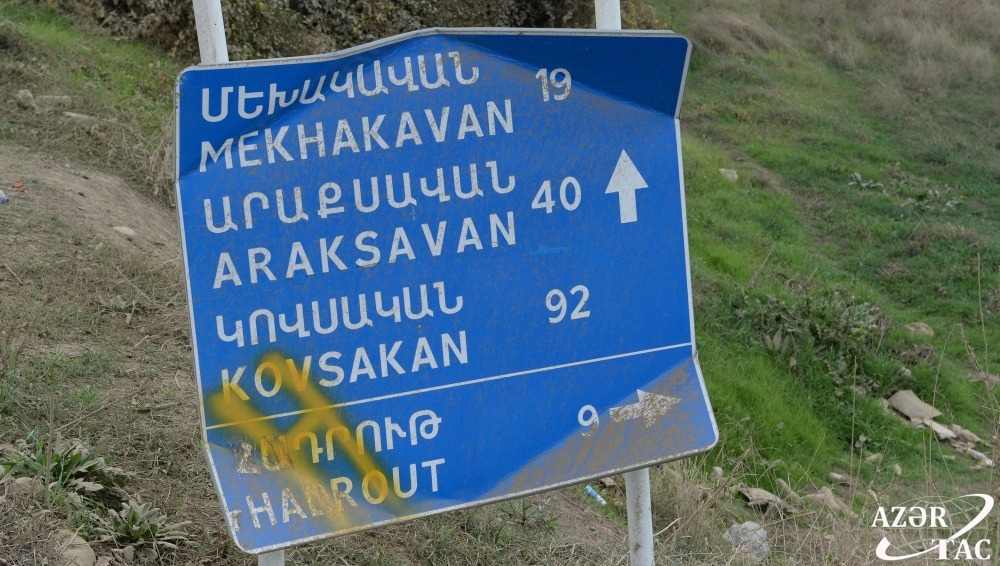 ՄԵԽԱԿԱՎԱՆ 19
MEKHAKAVAN
ԱՐԱՔՍԱՎԱՆ 40
ARAKSAVAN
ԿՈՎՍԱԿԱՆ 92
KOVSAKAN
ՀԱԴՐՈՒԹ 9
HADROUT
AZƏR
TAC